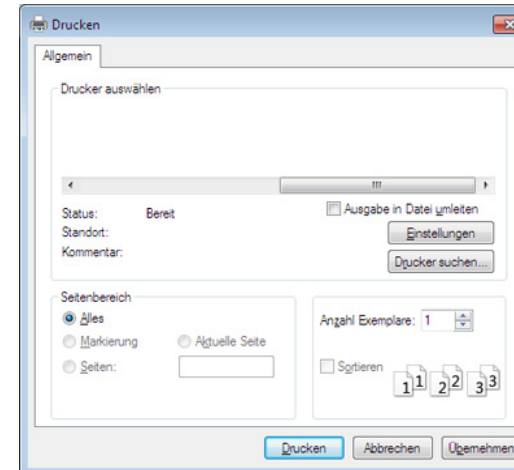 Drucken
Allgemein
Drucker auswählen
Status: Bereit
Standort:
Kommentar:
Ausgabe in Datei umleiten
Einstellungen
Drucker suchen...
Seitenbereich
Alles
Markierung Aktuelle Seite
Seiten:
Anzahl Exemplare: 1
Sortieren
1 1 2 2 3 3
Drucken Abbrechen Übernehmen